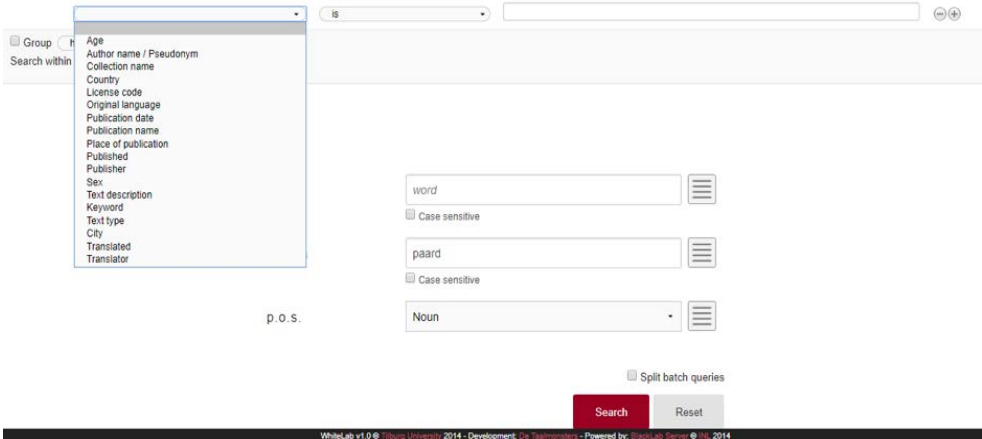 is
Group h
Search within
Age
Author name / Pseudonym
Collection name
Country
License code
Original language
Publication date
Publication name
Place of publication
Published
Publisher
Sex
Text description
Keyword
Text type
City
Translated
Translator
word
Case sensitive
paard
Case sensitive
p.o.s. Noun
Split batch queries
Search Reset
WhiteLab v1.0 © Tilburg University 2014 - Development: De Taalmonsters - Powered by: BlackLab Server © INL 2014